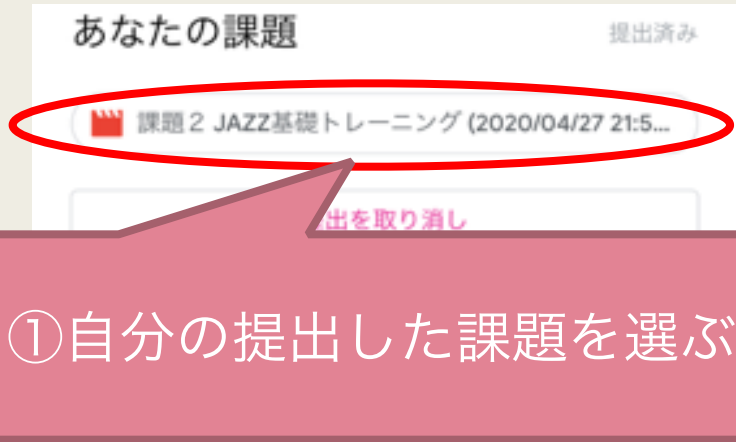 あなたの課題
提出済み
課題２ JAZZ基礎トレーニング (2020/04/27 21:5...
出を取り消し
①自分の提出した課題を選ぶ